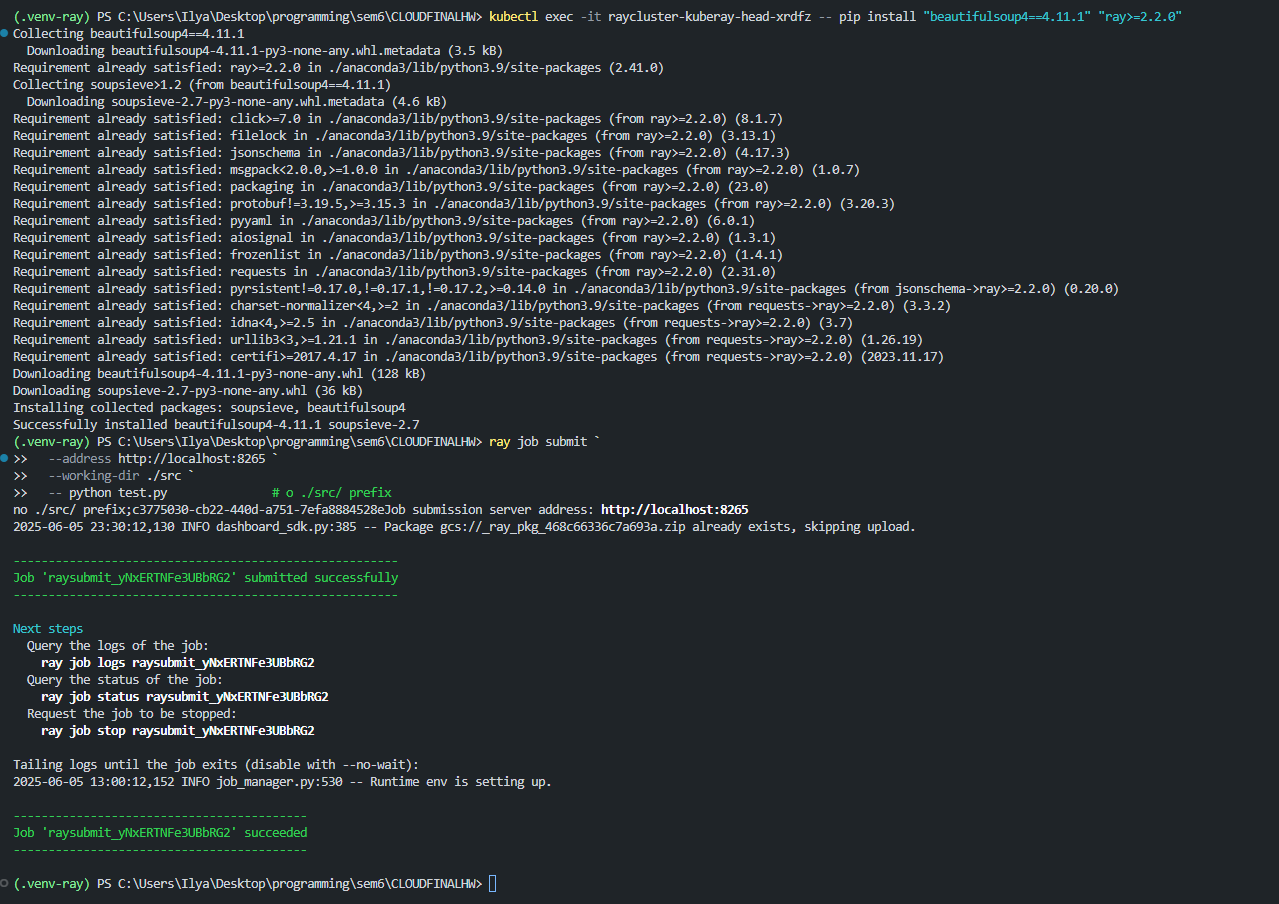 (.venv-ray) PS C:\Users\Ilya\Desktop\programming\sem6\CLOUDFINALHW> kubectl exec -it raycluster-kuberay-head-xrdfz -- pip install "beautifulsoup4==4.11.1" "ray>=2.2.0"
Collecting beautifulsoup4==4.11.1
  Downloading beautifulsoup4-4.11.1-py3-none-any.whl.metadata (3.5 kB)
Requirement already satisfied: ray>=2.2.0 in ./anaconda3/lib/python3.9/site-packages (2.41.0)
Collecting soupsieve>1.2 (from beautifulsoup4==4.11.1)
  Downloading soupsieve-2.7-py3-none-any.whl.metadata (4.6 kB)
Requirement already satisfied: click>=7.0 in ./anaconda3/lib/python3.9/site-packages (from ray>=2.2.0) (8.1.7)
Requirement already satisfied: filelock in ./anaconda3/lib/python3.9/site-packages (from ray>=2.2.0) (3.13.1)
Requirement already satisfied: jsonschema in ./anaconda3/lib/python3.9/site-packages (from ray>=2.2.0) (4.17.3)
Requirement already satisfied: msgpack<2.0.0,>=1.0.0 in ./anaconda3/lib/python3.9/site-packages (from ray>=2.2.0) (1.0.7)
Requirement already satisfied: packaging in ./anaconda3/lib/python3.9/site-packages (from ray>=2.2.0) (23.0)
Requirement already satisfied: protobuf!=3.19.5,>=3.15.3 in ./anaconda3/lib/python3.9/site-packages (from ray>=2.2.0) (3.20.3)
Requirement already satisfied: pyyaml in ./anaconda3/lib/python3.9/site-packages (from ray>=2.2.0) (6.0.1)
Requirement already satisfied: aiosignal in ./anaconda3/lib/python3.9/site-packages (from ray>=2.2.0) (1.3.1)
Requirement already satisfied: frozenlist in ./anaconda3/lib/python3.9/site-packages (from ray>=2.2.0) (1.4.1)
Requirement already satisfied: requests in ./anaconda3/lib/python3.9/site-packages (from ray>=2.2.0) (2.31.0)
Requirement already satisfied: pyrsistent!=0.17.0,!=0.17.1,!=0.17.2,>=0.14.0 in ./anaconda3/lib/python3.9/site-packages (from jsonschema->ray>=2.2.0) (0.20.0)
Requirement already satisfied: charset-normalizer<4,>=2 in ./anaconda3/lib/python3.9/site-packages (from requests->ray>=2.2.0) (3.3.2)
Requirement already satisfied: idna<4,>=2.5 in ./anaconda3/lib/python3.9/site-packages (from requests->ray>=2.2.0) (3.7)
Requirement already satisfied: urllib3<3,>=1.21.1 in ./anaconda3/lib/python3.9/site-packages (from requests->ray>=2.2.0) (1.26.19)
Requirement already satisfied: certifi>=2017.4.17 in ./anaconda3/lib/python3.9/site-packages (from requests->ray>=2.2.0) (2023.11.17)
Downloading beautifulsoup4-4.11.1-py3-none-any.whl (128 kB)
Downloading soupsieve-2.7-py3-none-any.whl (36 kB)
Installing collected packages: soupsieve, beautifulsoup4
Successfully installed beautifulsoup4-4.11.1 soupsieve-2.7
(.venv-ray) PS C:\Users\Ilya\Desktop\programming\sem6\CLOUDFINALHW> ray job submit `
>>   --address http://localhost:8265 `
>>   --working-dir ./src `
>>   -- python test.py               # o ./src/ prefix
no ./src/ prefix;c3775030-cb22-440d-a751-7efa8884528eJob submission server address: http://localhost:8265
2025-06-05 23:30:12,130 INFO dashboard_sdk.py:385 -- Package gcs://_ray_pkg_468c66336c7a693a.zip already exists, skipping upload.
-------------------------------------------------------
Job 'raysubmit_yNxERTNFe3UBbRG2' submitted successfully
-------------------------------------------------------
Next steps
  Query the logs of the job:
    ray job logs raysubmit_yNxERTNFe3UBbRG2
  Query the status of the job:
    ray job status raysubmit_yNxERTNFe3UBbRG2
  Request the job to be stopped:
    ray job stop raysubmit_yNxERTNFe3UBbRG2
Tailing logs until the job exits (disable with --no-wait):
2025-06-05 13:00:12,152 INFO job_manager.py:530 -- Runtime env is setting up.
------------------------------------------
Job 'raysubmit_yNxERTNFe3UBbRG2' succeeded
------------------------------------------
(.venv-ray) PS C:\Users\Ilya\Desktop\programming\sem6\CLOUDFINALHW>